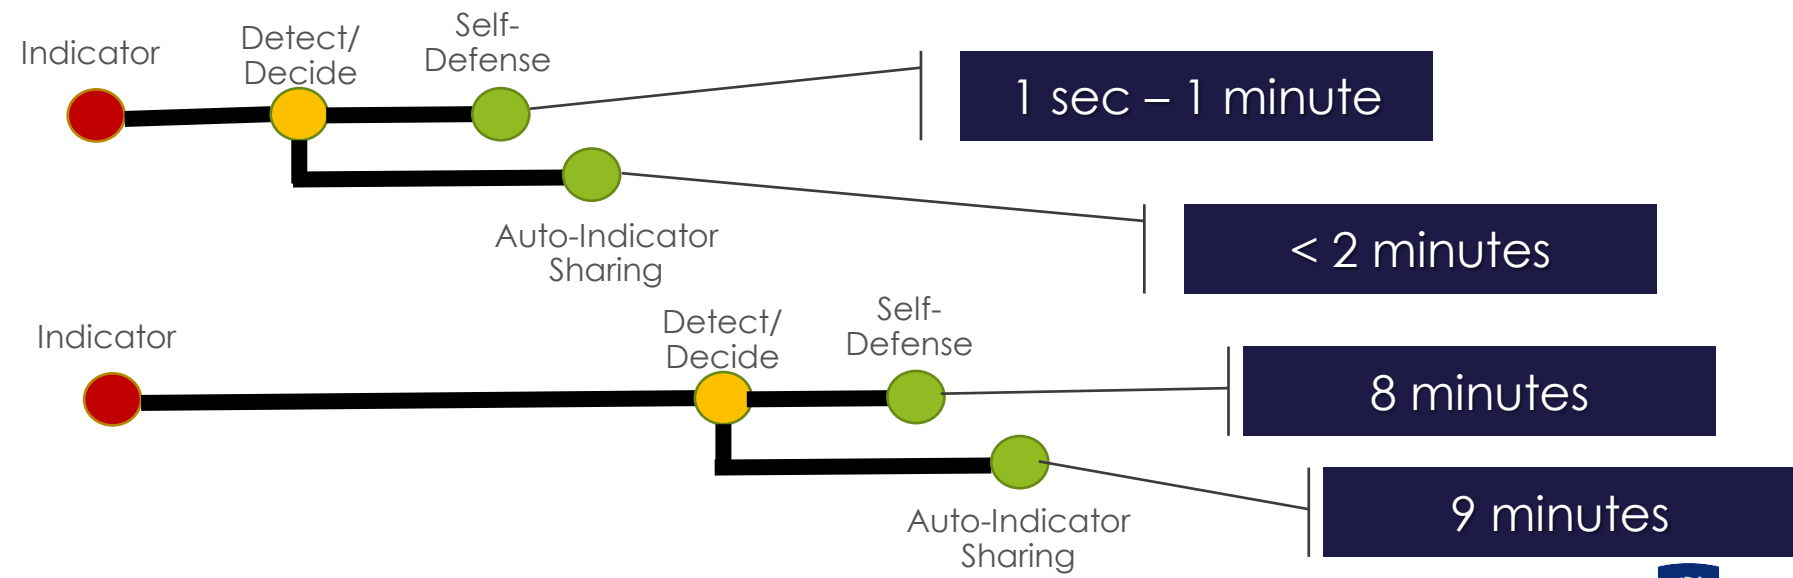 Indicator
Detect/
Decide
Self-
Defense
1 sec – 1 minute
Auto-Indicator
Sharing
< 2 minutes
Indicator
Detect/
Decide
Self-
Defense
8 minutes
Auto-Indicator
Sharing
9 minutes